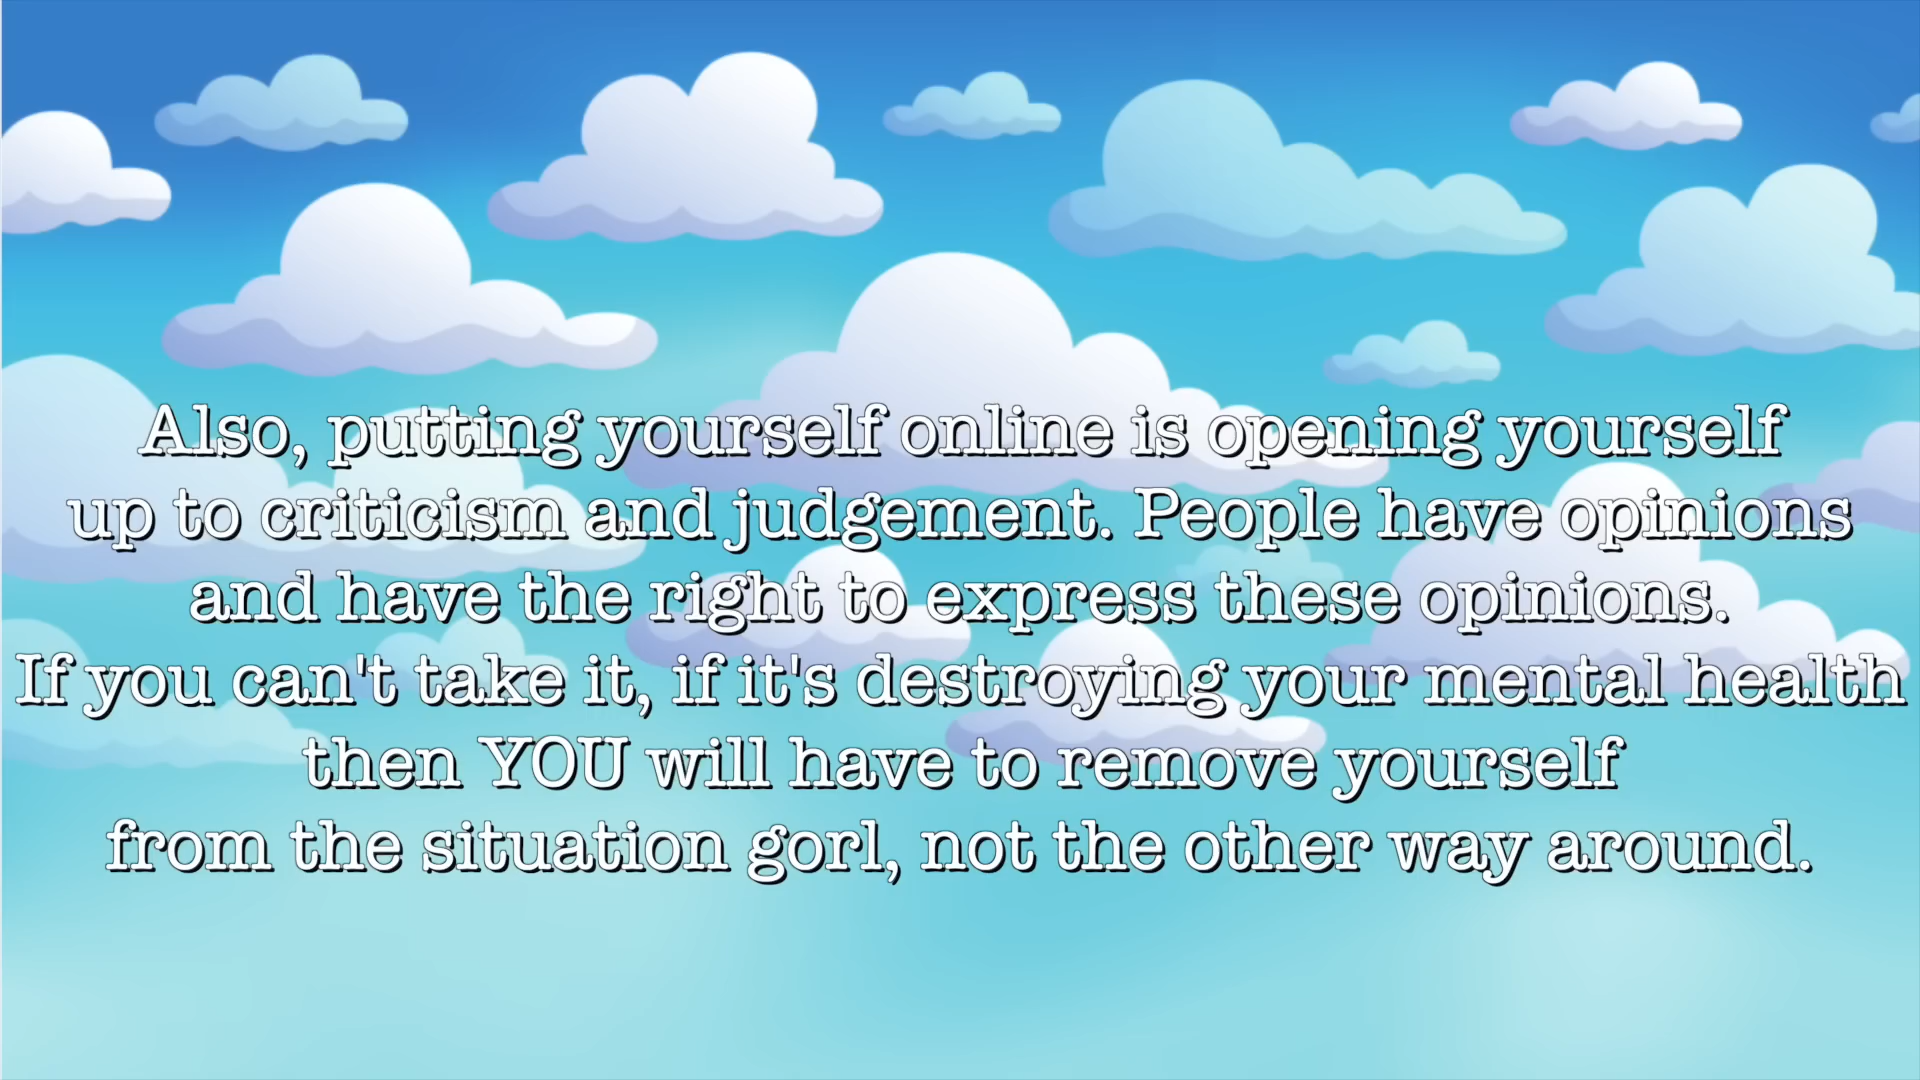 Also, putting yourself online is opening yourself
up to criticism and judgement. People have opinions
and have the right to express these opinions.
If you can't take it, if it's destroying your mental health
then YOU will have to remove yourself
from the situation gorl, not the other way around.